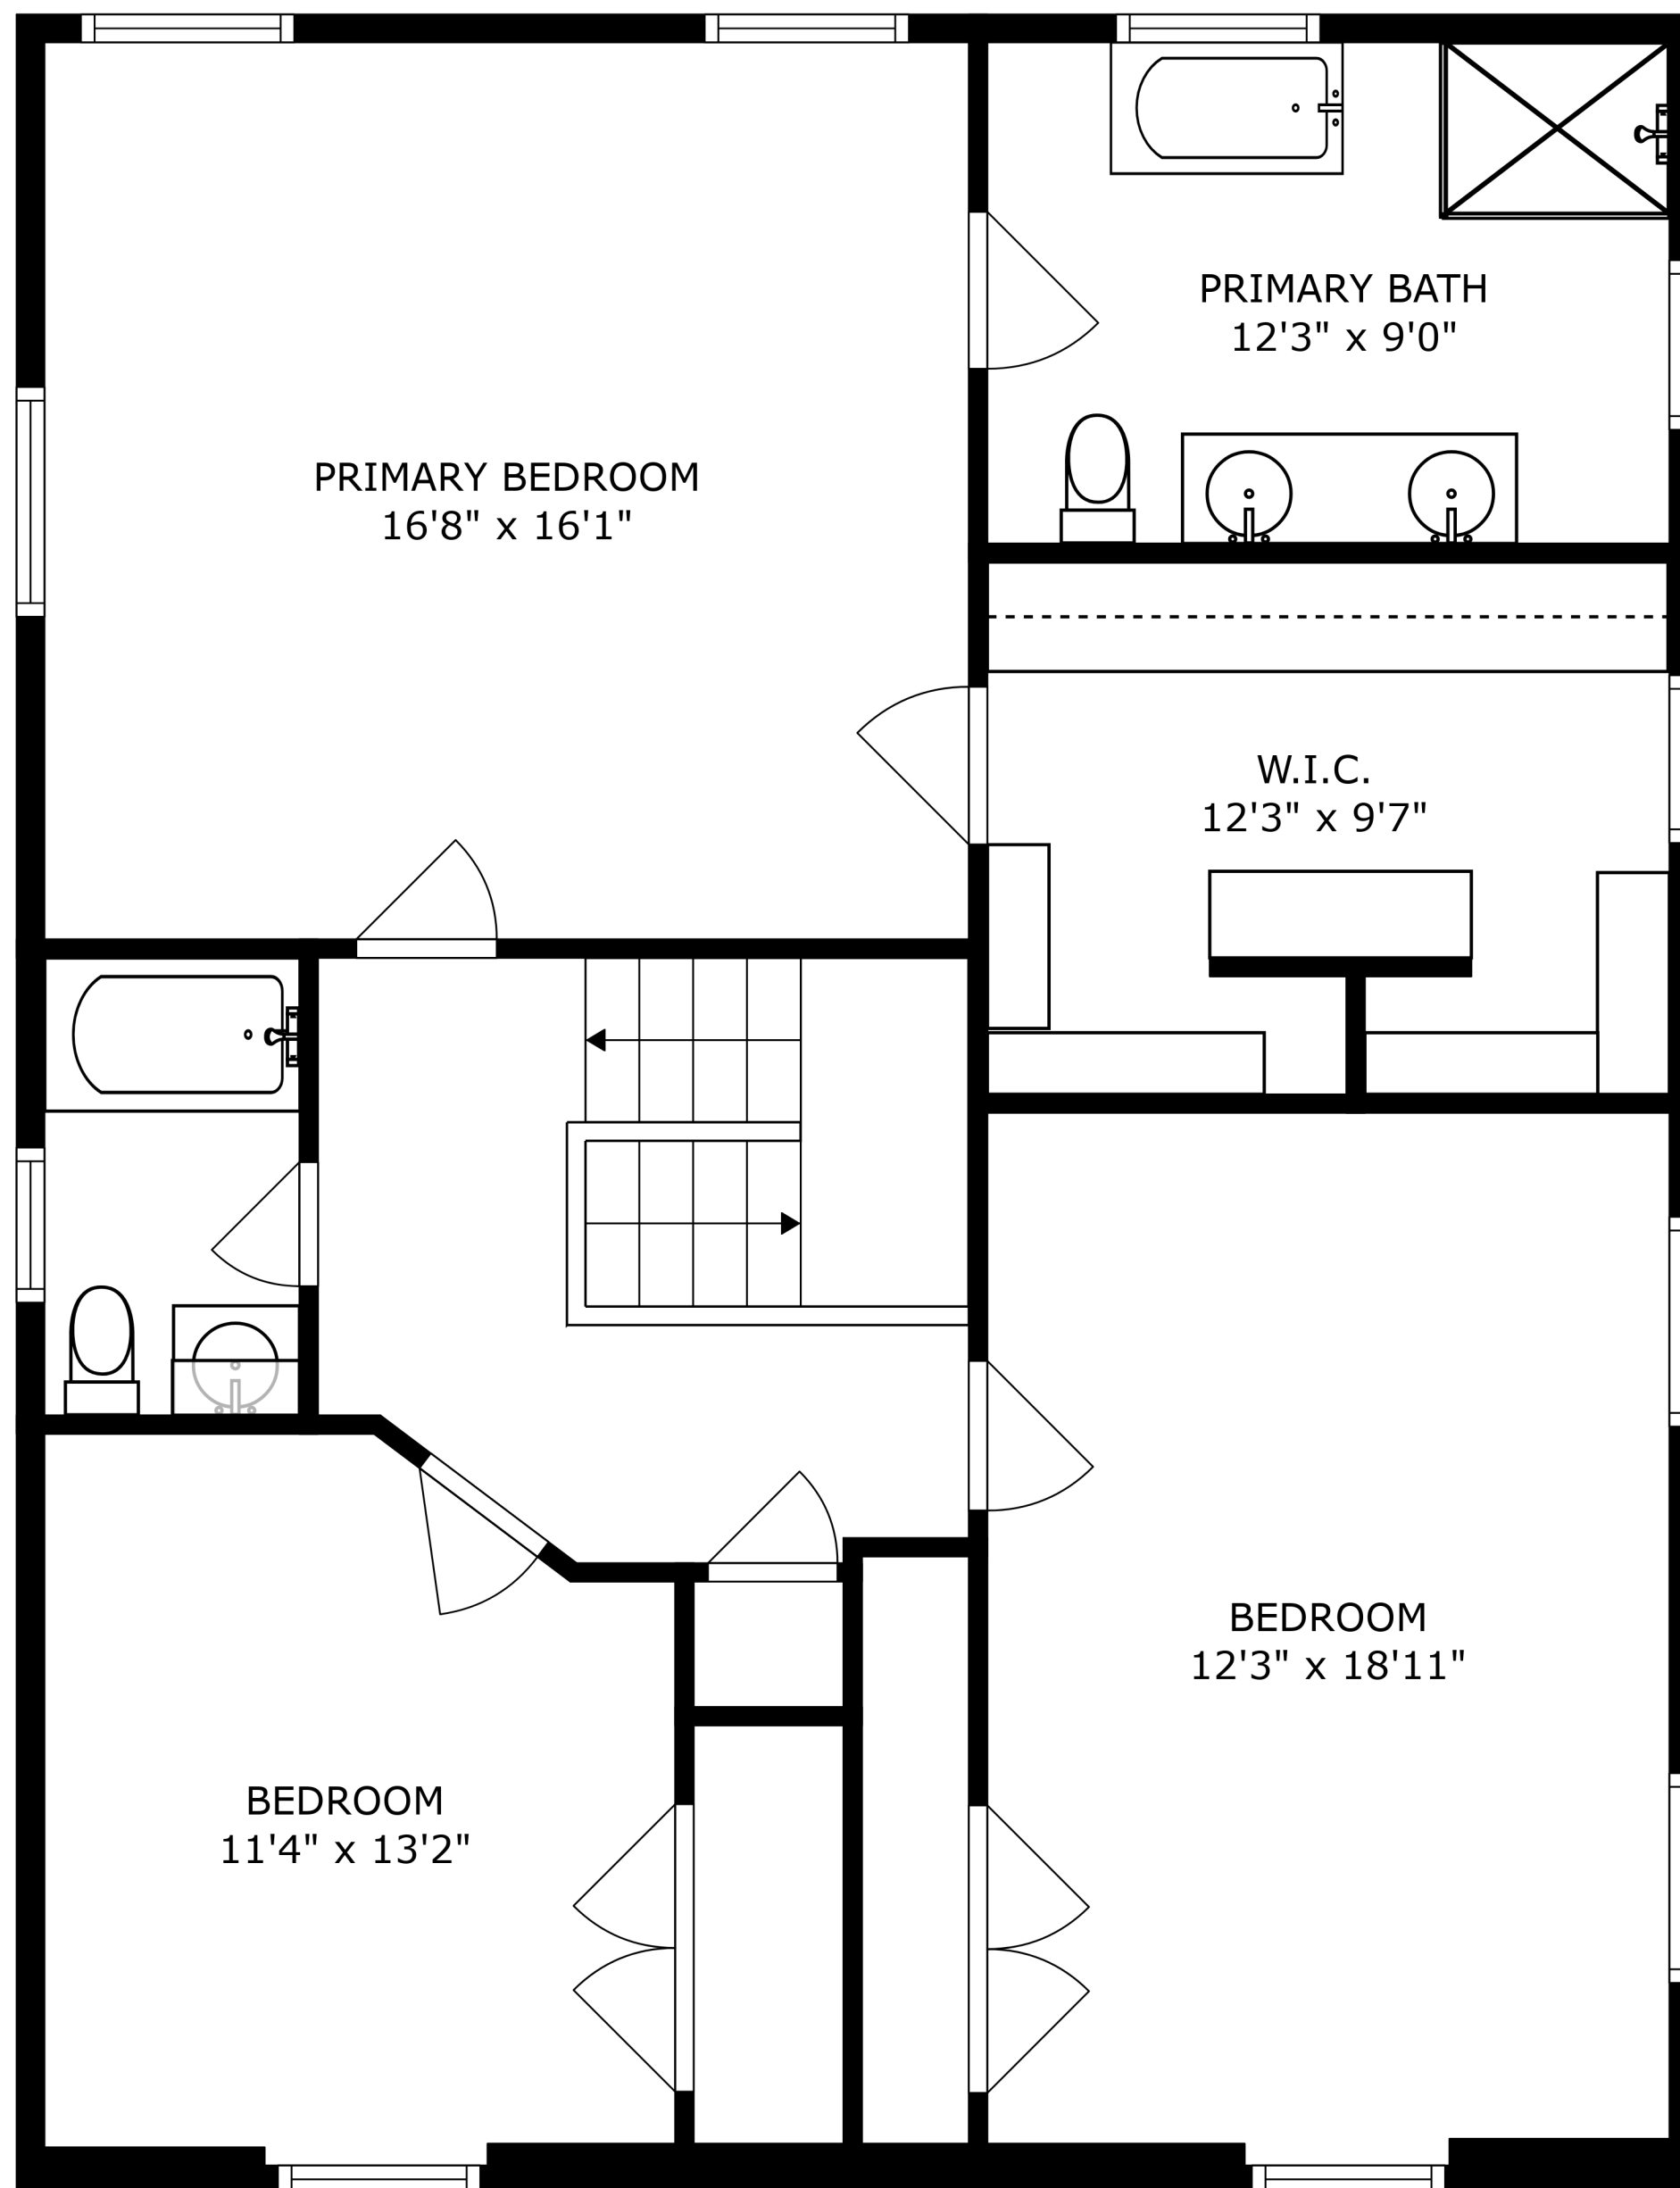 PRIMARY BATH
12'3" x 9'0"
PRIMARY BEDROOM
16'8" x 16'1"
W.I.C.
12'3" x 9'7"
BEDROOM
12'3" x 18'11"
BEDROOM
11'4" x 13'2"